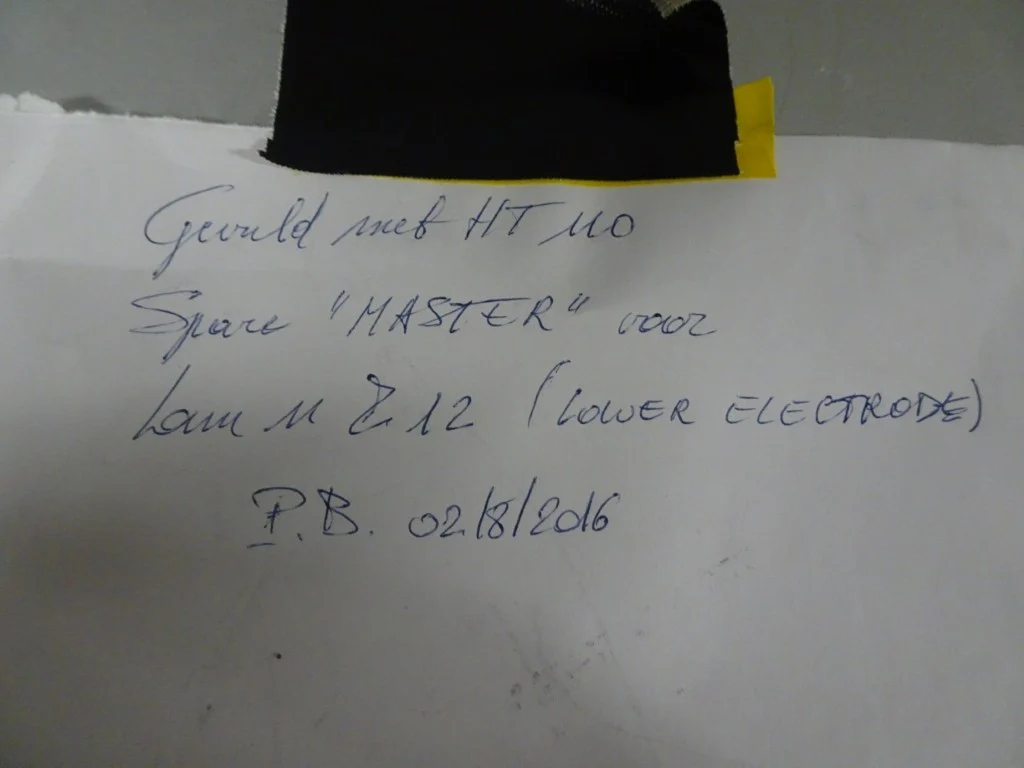 Gevuld met HT 110
Spare "MASTER" voor
Lam 11 & 12 (LOWER ELECTRODE)
P.B. 02/8/2016